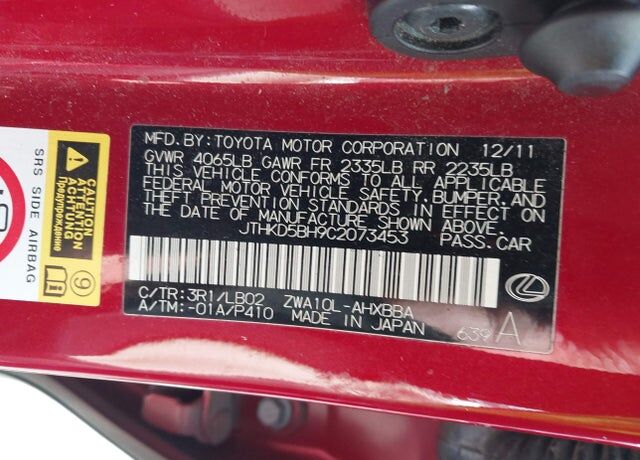 MFD. BY: TOYOTA MOTOR CORPORATION 12/11
GVWR 4065LB GAWR FR 2335LB RR 2235LB
THIS VEHICLE CONFORMS TO ALL APPLICABLE
FEDERAL MOTOR VEHICLE SAFETY, BUMPER, AND
THEFT PREVENTION STANDARDS IN EFFECT ON
THE DATE OF MANUFACTURE SHOWN ABOVE.
JTHKD5BH9C2073453 PASS. CAR
C/TR: 3R1/LB02 ZWA10L-AHXBBA
A/TM: -01A/P410 MADE IN JAPAN
639 A
SRS SIDE AIRBAG
CAUTION
ATTENTION
ACHTUNG
Предупреждение
9